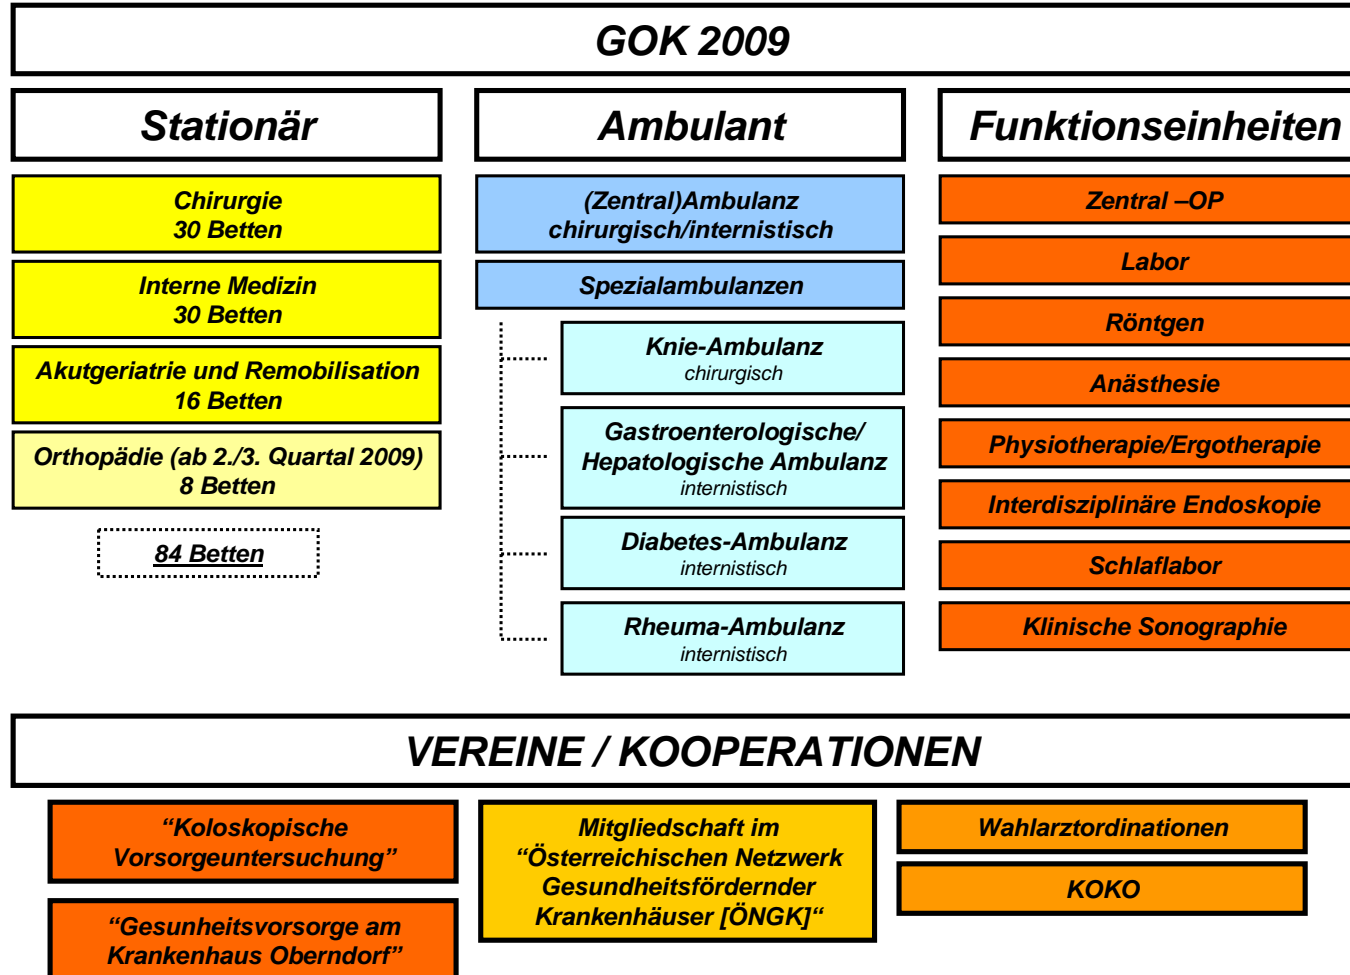 GOK 2009
Stationär
Chirurgie
30 Betten
Interne Medizin
30 Betten
Akutgeriatrie und Remobilisation
16 Betten
Orthopädie (ab 2./3. Quartal 2009)
8 Betten
84 Betten
Ambulant
(Zentral)Ambulanz
chirurgisch/internistisch
Spezialambulanzen
Knie-Ambulanz
chirurgisch
Gastroenterologische/
Hepatologische Ambulanz
internistisch
Diabetes-Ambulanz
internistisch
Rheuma-Ambulanz
internistisch
Funktionseinheiten
Zentral –OP
Labor
Röntgen
Anästhesie
Physiotherapie/Ergotherapie
Interdisziplinäre Endoskopie
Schlaflabor
Klinische Sonographie
VEREINE / KOOPERATIONEN
“Koloskopische
Vorsorgeuntersuchung”
“Gesunheitsvorsorge am
Krankenhaus Oberndorf”
Mitgliedschaft im
“Österreichischen Netzwerk
Gesundheitsfördernder
Krankenhäuser [ÖNGK]“
Wahlarztordinationen
KOKO